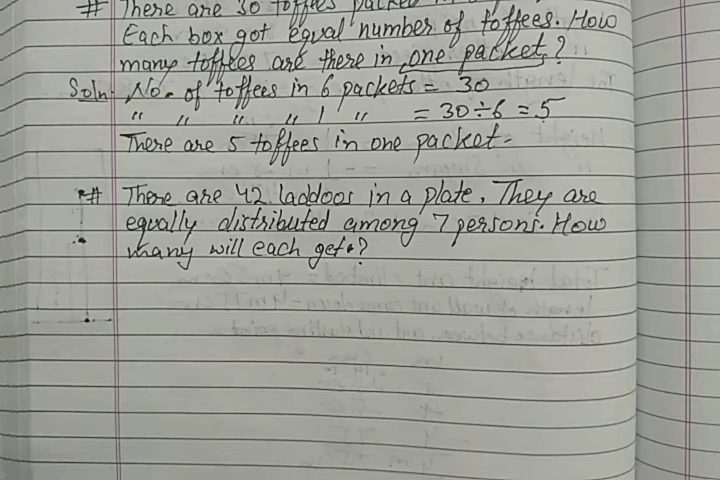 # There are 30 toffees packed in
Each box got equal number of toffees. How
many toffees are there in one packet?
Soln. No. of toffees in 6 packets = 30
" " " " 1 " = 30÷6 = 5
There are 5 toffees in one packet.
# There are 42 laddoos in a plate. They are
equally distributed among 7 persons. How
many will each get?